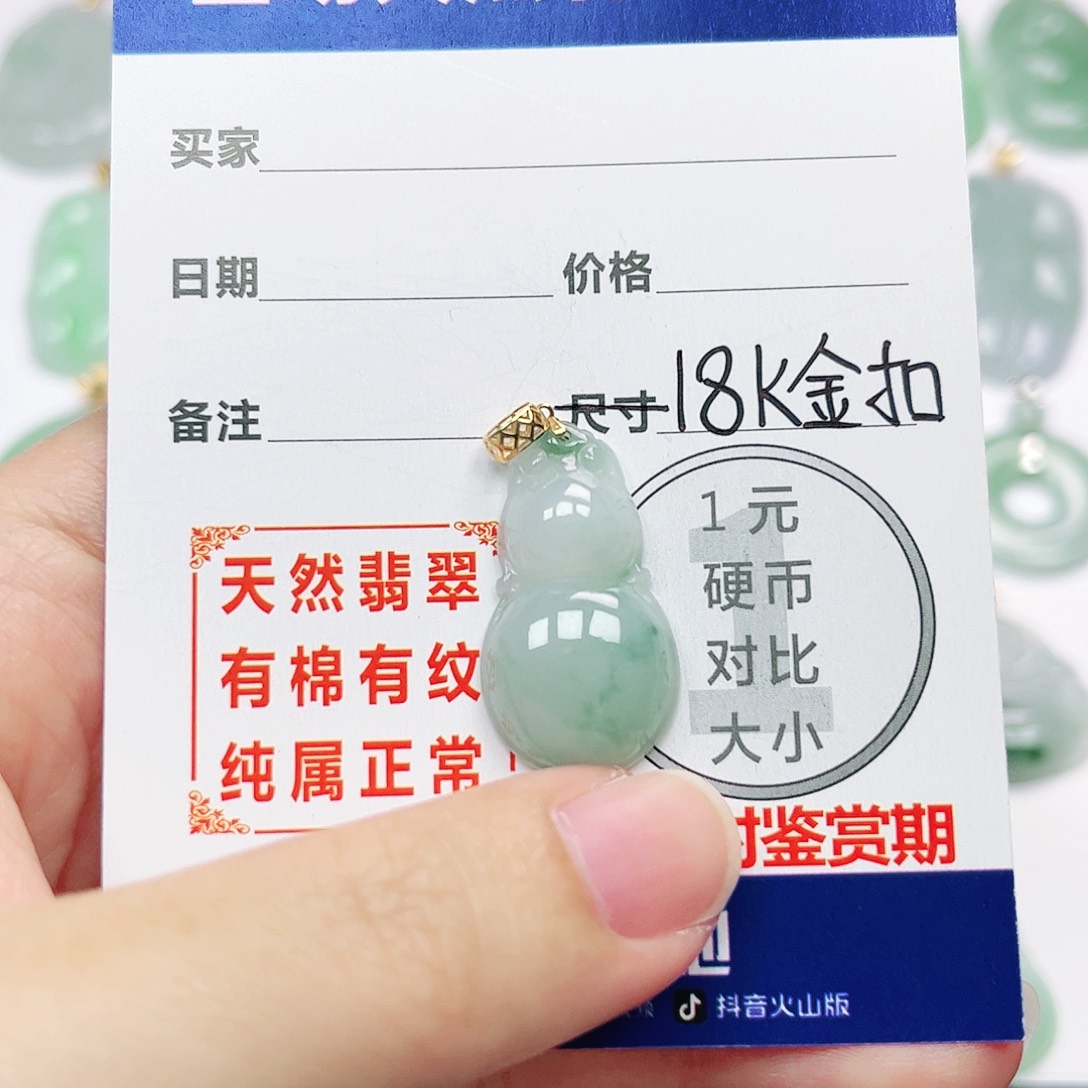 买家
日期 价格
备注 尺寸 18K金扣
1元
硬币
对比
大小
天然翡翠
有棉有纹
纯属正常
时鉴赏期
抖音火山版